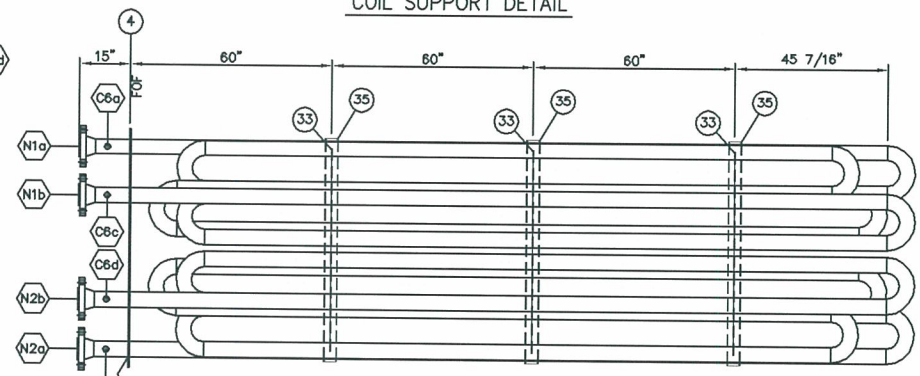 COIL SUPPORT DETAIL
4
15" 60" 60" 60" 45 7/16"
FOF
C6a
33 35 33 35 33 35
N1a
N1b
C6c
C6d
N2b
N2a